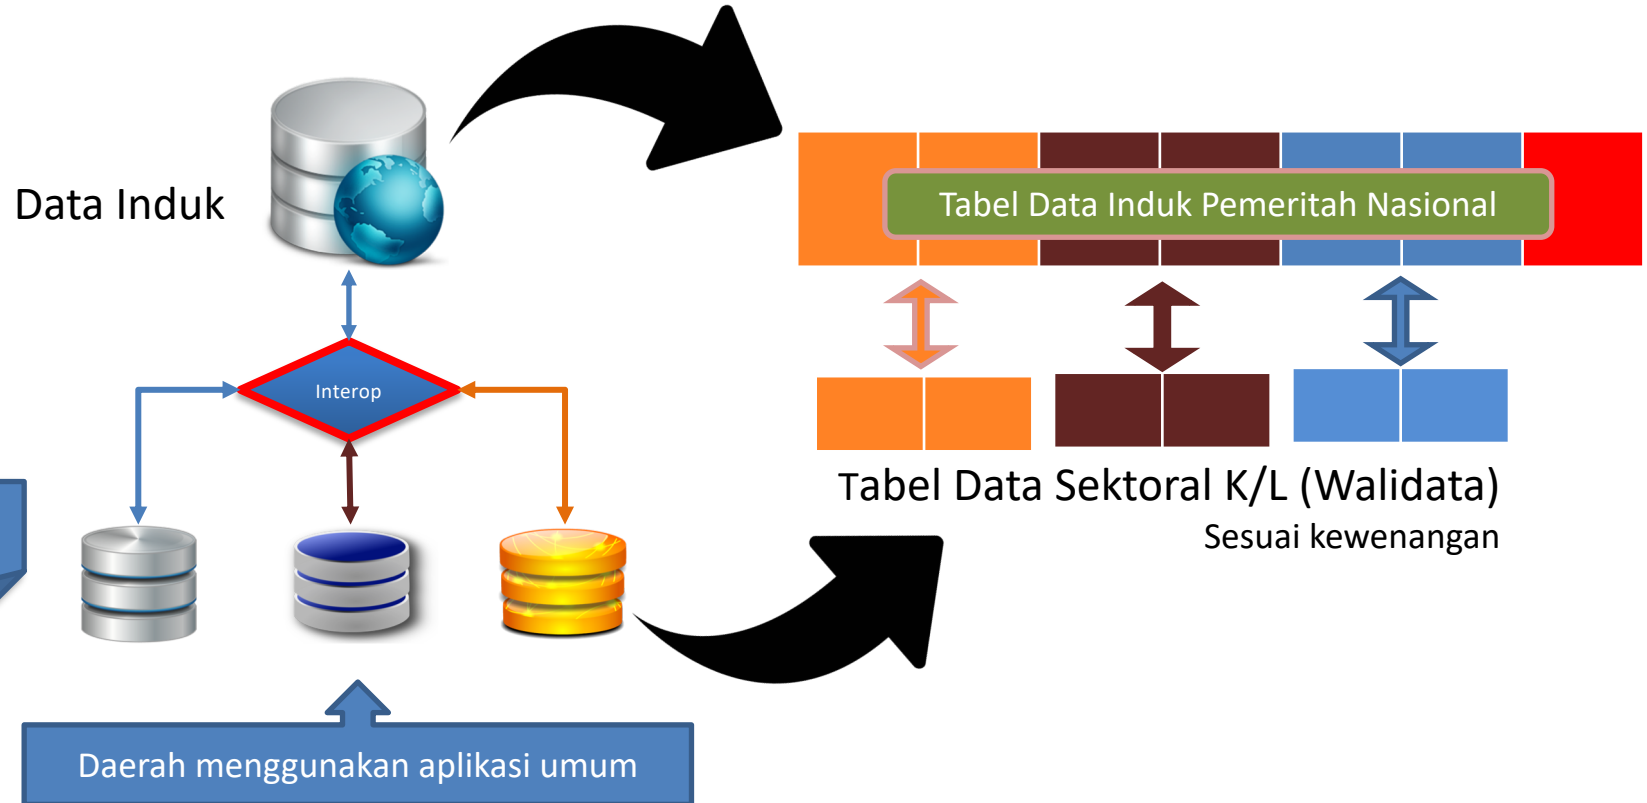 Data Induk
Tabel Data Induk Pemeritah Nasional
Interop
Tabel Data Sektoral K/L (Walidata)
Sesuai kewenangan
Daerah menggunakan aplikasi umum